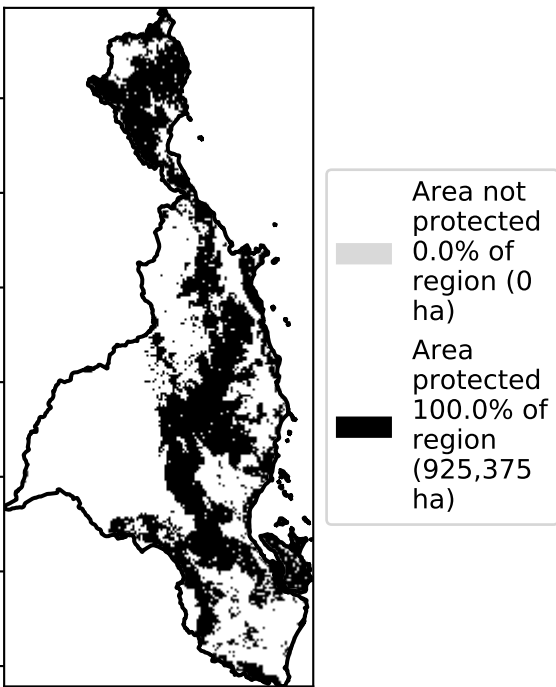 Area not
protected
0.0% of
region (0
ha)
Area
protected
100.0% of
region
(925,375
ha)